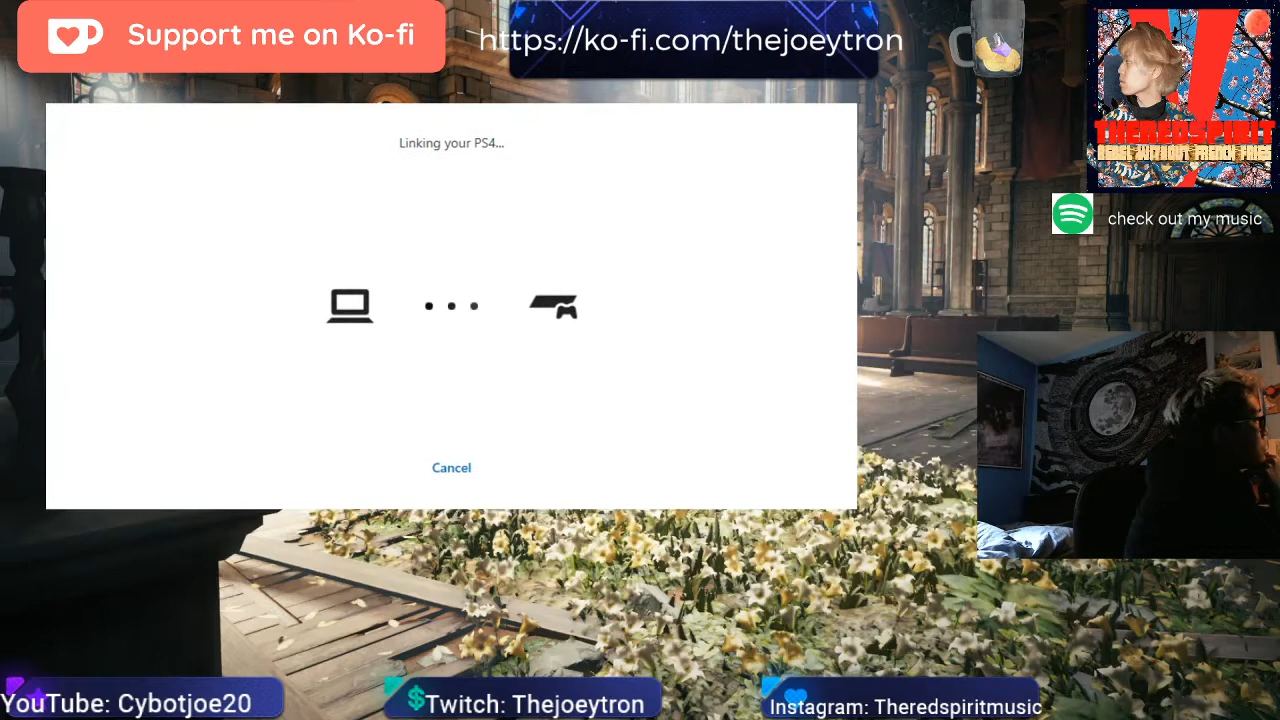 Support me on Ko-fi
https://ko-fi.com/thejoeytron
THEREDSPIRIT
Linking your PS4...
check out my music
Cancel
YouTube: Cybotjoe20
Twitch: Thejoeytron
Instagram: Theredspiritmusic